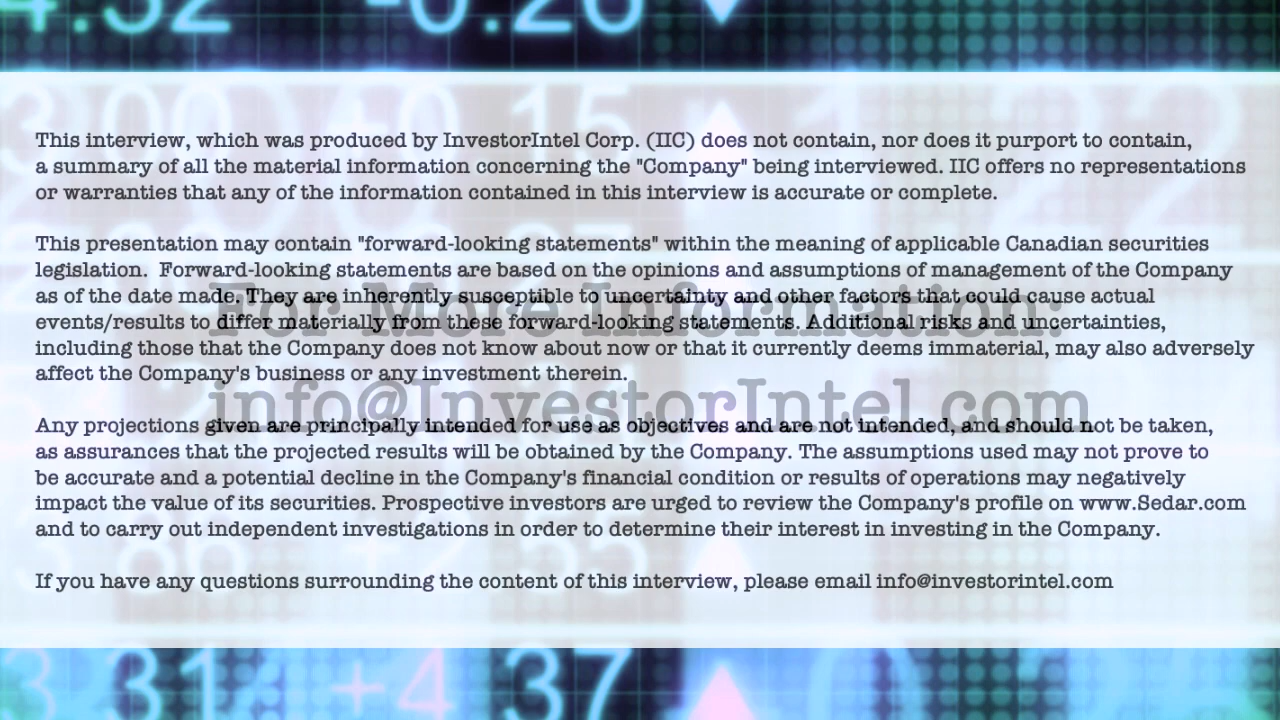 4.52 -0.26
This interview, which was produced by InvestorIntel Corp. (IIC) does not contain, nor does it purport to contain,
a summary of all the material information concerning the "Company" being interviewed. IIC offers no representations
or warranties that any of the information contained in this interview is accurate or complete.
This presentation may contain "forward-looking statements" within the meaning of applicable Canadian securities
legislation.  Forward-looking statements are based on the opinions and assumptions of management of the Company
as of the date made. They are inherently susceptible to uncertainty and other factors that could cause actual
events/results to differ materially from these forward-looking statements. Additional risks and uncertainties,
including those that the Company does not know about now or that it currently deems immaterial, may also adversely
affect the Company's business or any investment therein.
For More Information:
info@InvestorIntel.com
Any projections given are principally intended for use as objectives and are not intended, and should not be taken,
as assurances that the projected results will be obtained by the Company. The assumptions used may not prove to
be accurate and a potential decline in the Company's financial condition or results of operations may negatively
impact the value of its securities. Prospective investors are urged to review the Company's profile on www.Sedar.com
and to carry out independent investigations in order to determine their interest in investing in the Company.
If you have any questions surrounding the content of this interview, please email info@investorintel.com
3.31 +4.37